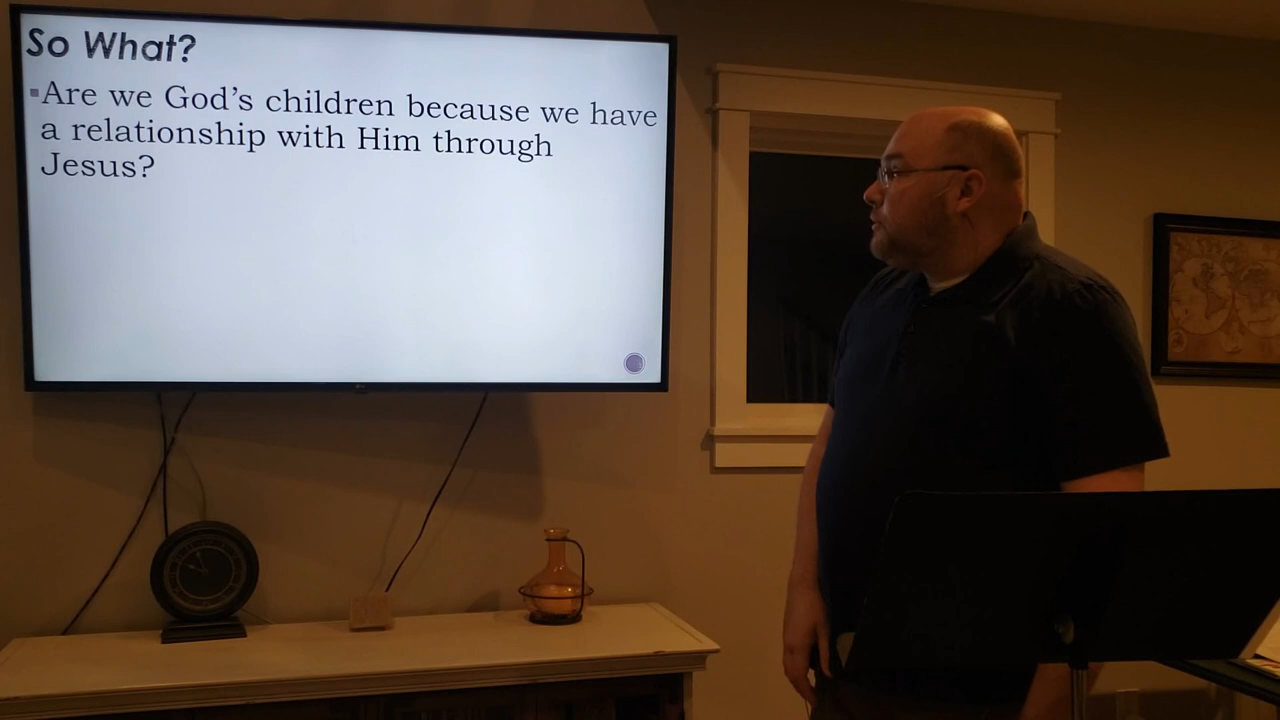 So What?
▪Are we God's children because we have
a relationship with Him through
Jesus?